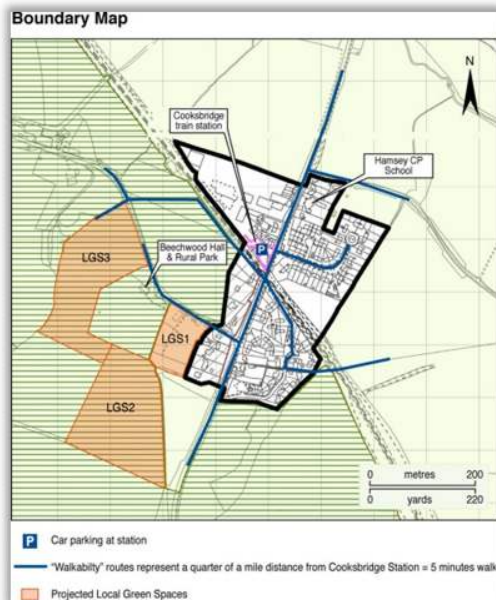 Boundary Map
N
Cooksbridge
train station
Hamsey CP
School
P
LGS3
Beechwood Hall
& Rural Park
LGS1
LGS2
0 metres 200
0 yards 220
P Car parking at station
"Walkabilty" routes represent a quarter of a mile distance from Cooksbridge Station = 5 minutes walk
Projected Local Green Spaces